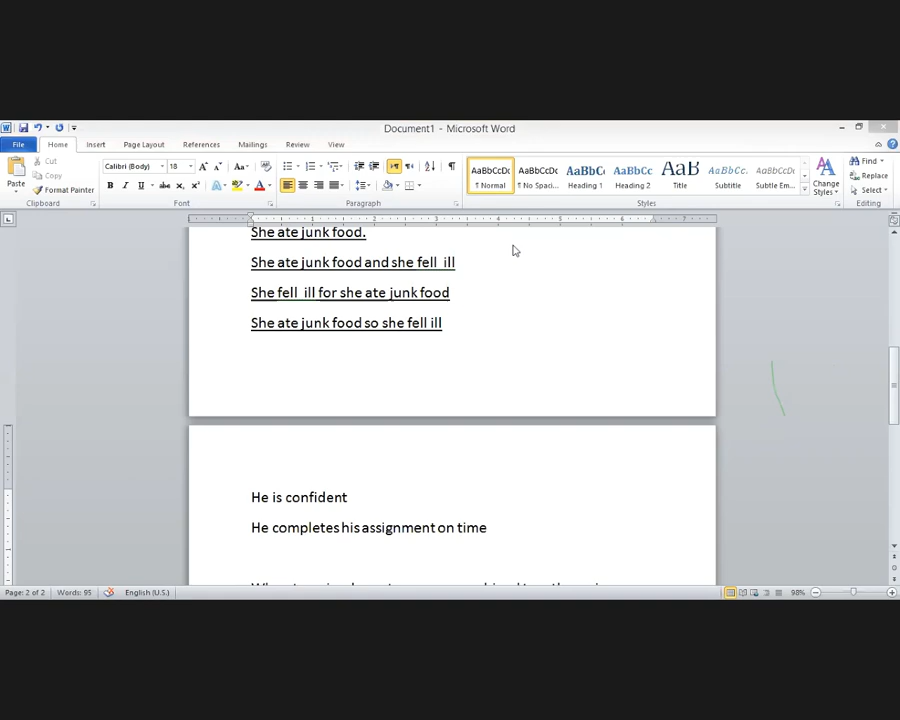 Document1 - Microsoft Word
File Home Insert Page Layout References Mailings Review View
Paste
Cut
Copy
Format Painter
Clipboard
Calibri (Body) 18
Font
Paragraph
AaBbCcDc AaBbCcDc AaBbCc AaBbCc AaB AaBbCc. AaBbCcDc
¶ Normal ¶ No Spaci... Heading 1 Heading 2 Title Subtitle Subtle Em...
Styles
Change Styles
Find
Replace
Select
Editing
She ate junk food.
She ate junk food and she fell ill
She fell ill for she ate junk food
She ate junk food so she fell ill
He is confident
He completes his assignment on time
Page: 2 of 2 Words: 95 English (U.S.) 98%